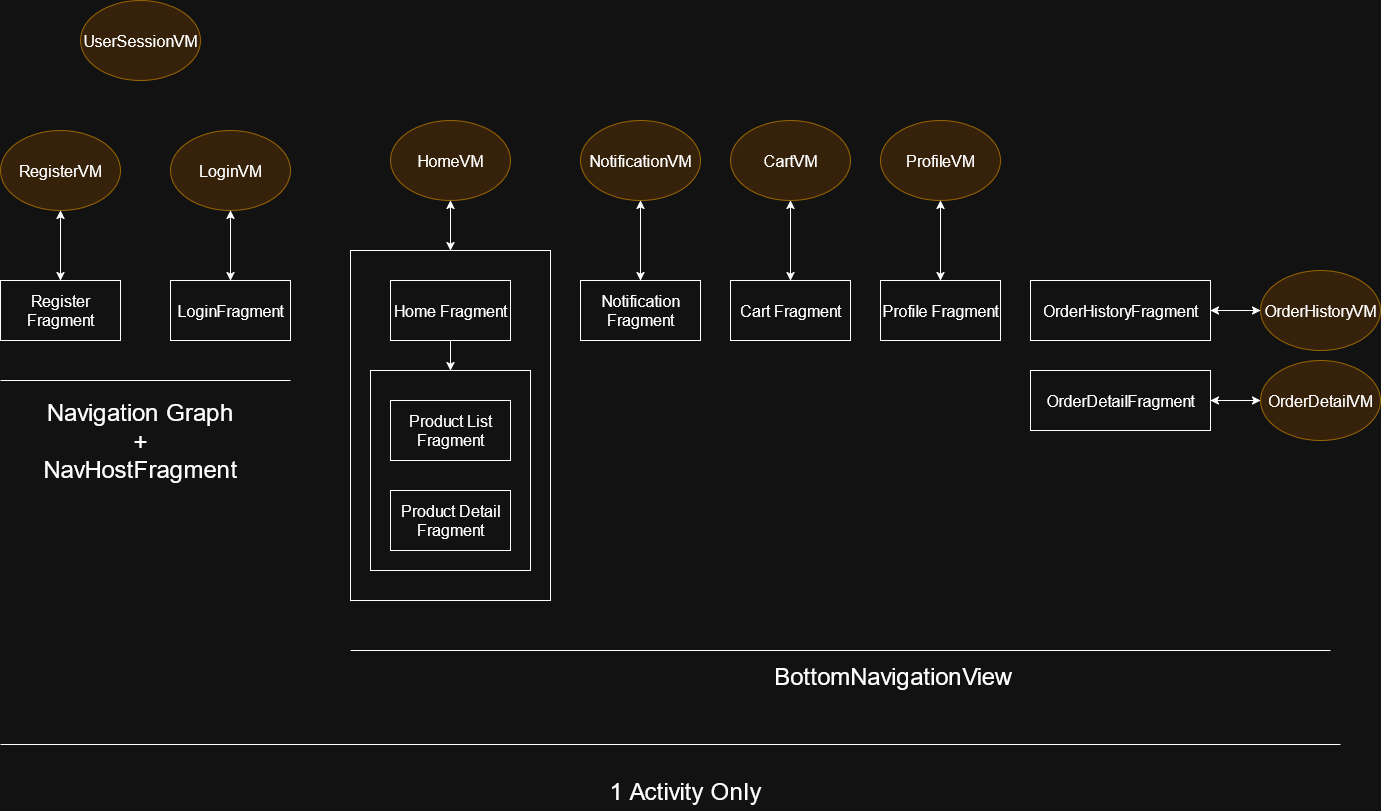 UserSessionVM
RegisterVM
LoginVM
HomeVM
NotificationVM
CartVM
ProfileVM
Register
Fragment
LoginFragment
Home Fragment
Notification
Fragment
Cart Fragment
Profile Fragment
OrderHistoryFragment
OrderHistoryVM
OrderDetailFragment
OrderDetailVM
Product List
Fragment
Product Detail
Fragment
Navigation Graph
+
NavHostFragment
BottomNavigationView
1 Activity Only